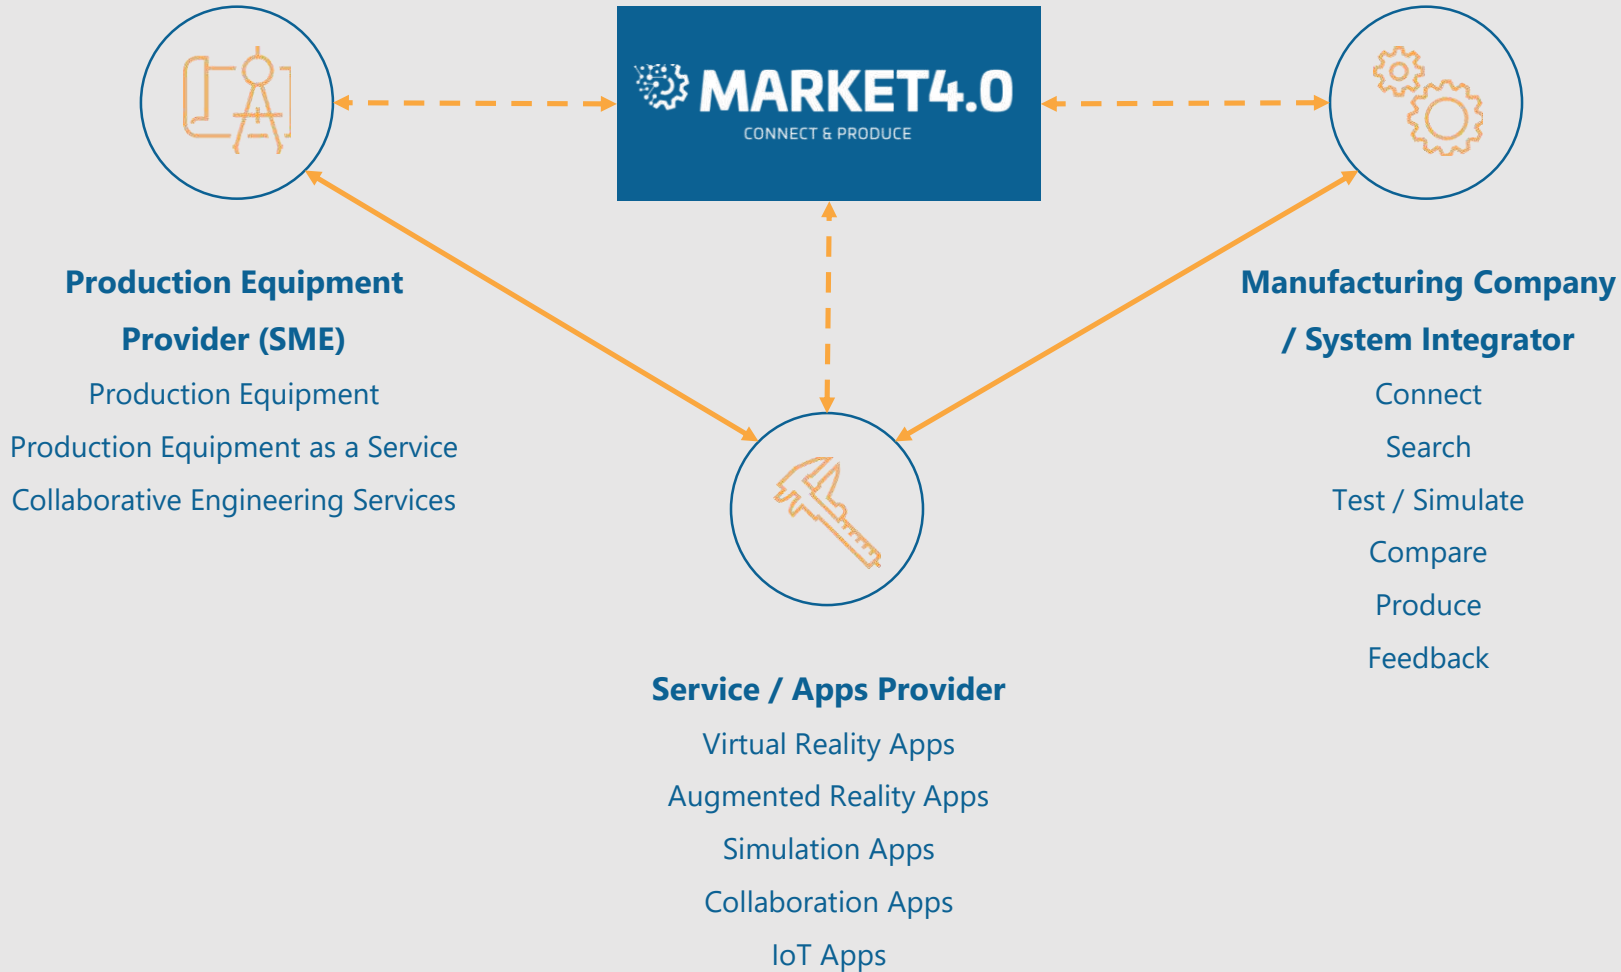 MARKET4.0
CONNECT & PRODUCE
Production Equipment
Provider (SME)
Production Equipment
Production Equipment as a Service
Collaborative Engineering Services
Manufacturing Company
/ System Integrator
Connect
Search
Test / Simulate
Compare
Produce
Feedback
Service / Apps Provider
Virtual Reality Apps
Augmented Reality Apps
Simulation Apps
Collaboration Apps
IoT Apps